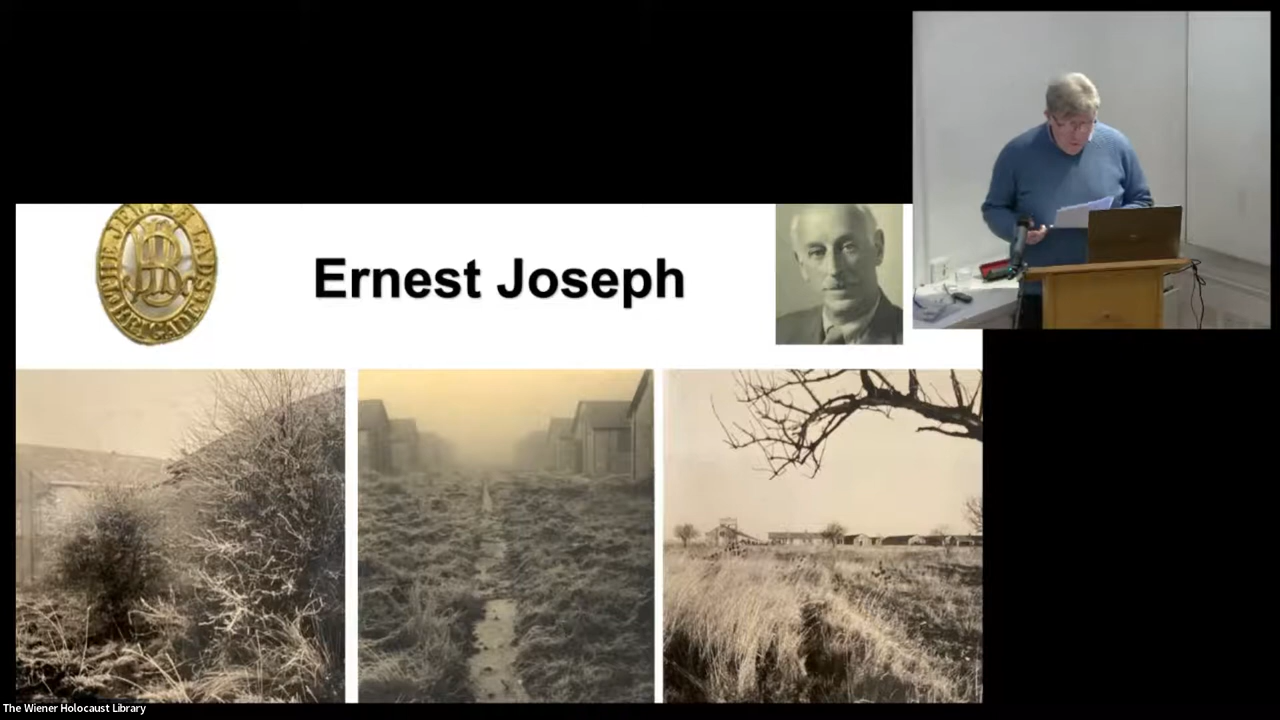 THE JEWISH LADS'
BRIGADE
Ernest Joseph
The Wiener Holocaust Library